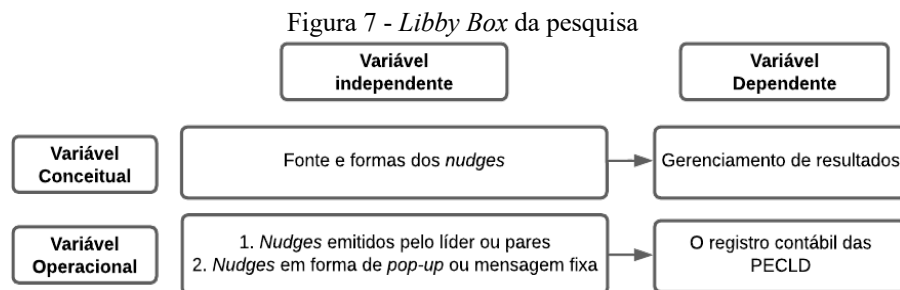 Figura 7 - Libby Box da pesquisa
Variável
independente
Variável
Dependente
Variável
Conceitual
Fonte e formas dos nudges
Gerenciamento de resultados
Variável
Operacional
1. Nudges emitidos pelo líder ou pares
2. Nudges em forma de pop-up ou mensagem fixa
O registro contábil das
PECLD